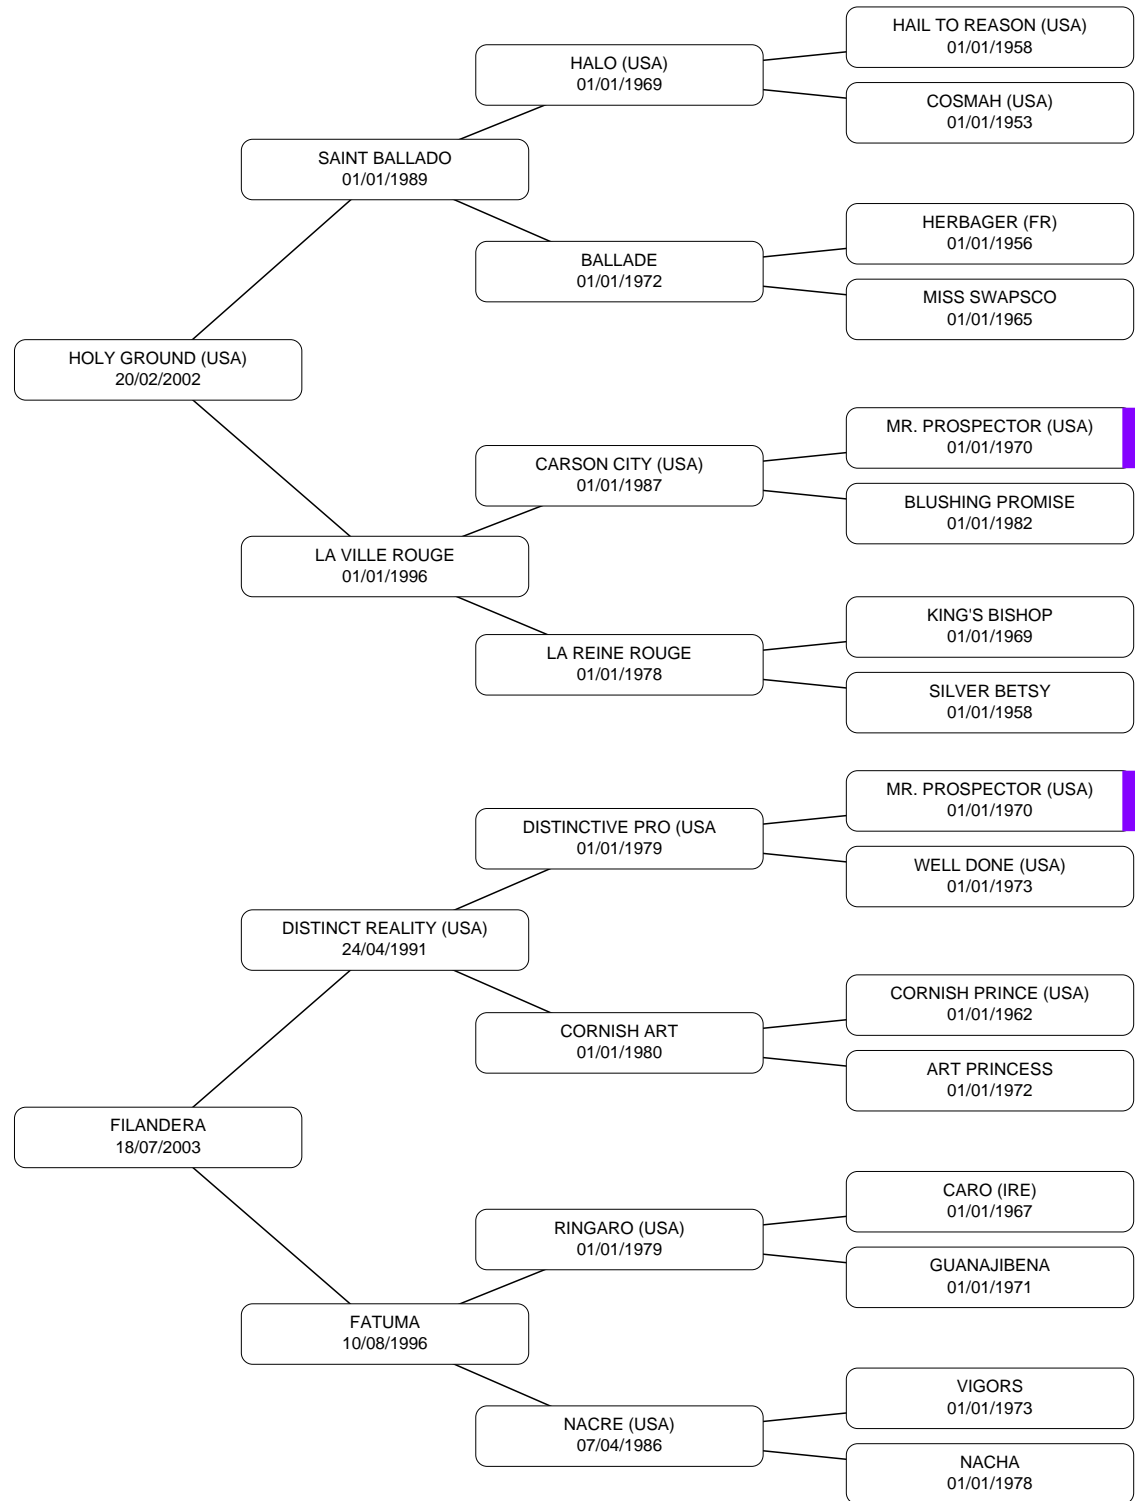 HAIL TO REASON (USA)
01/01/1958
HALO (USA)
01/01/1969
COSMAH (USA)
01/01/1953
SAINT BALLADO
01/01/1989
HERBAGER (FR)
01/01/1956
BALLADE
01/01/1972
MISS SWAPSCO
01/01/1965
HOLY GROUND (USA)
20/02/2002
MR. PROSPECTOR (USA)
01/01/1970
CARSON CITY (USA)
01/01/1987
BLUSHING PROMISE
01/01/1982
LA VILLE ROUGE
01/01/1996
KING'S BISHOP
01/01/1969
LA REINE ROUGE
01/01/1978
SILVER BETSY
01/01/1958
MR. PROSPECTOR (USA)
01/01/1970
DISTINCTIVE PRO (USA
01/01/1979
WELL DONE (USA)
01/01/1973
DISTINCT REALITY (USA)
24/04/1991
CORNISH PRINCE (USA)
01/01/1962
CORNISH ART
01/01/1980
ART PRINCESS
01/01/1972
FILANDERA
18/07/2003
CARO (IRE)
01/01/1967
RINGARO (USA)
01/01/1979
GUANAJIBENA
01/01/1971
FATUMA
10/08/1996
VIGORS
01/01/1973
NACRE (USA)
07/04/1986
NACHA
01/01/1978